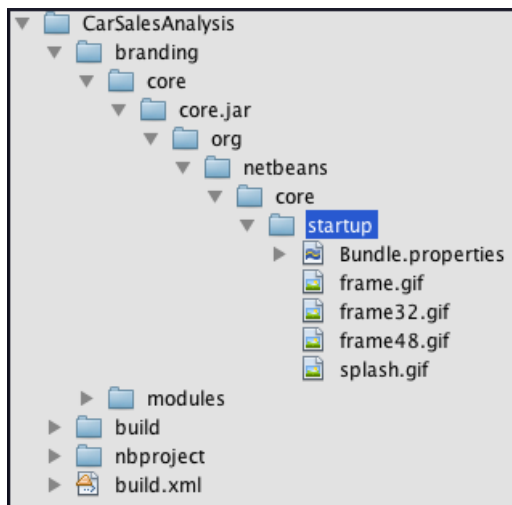 CarSalesAnalysis
branding
core
core.jar
org
netbeans
core
startup
Bundle.properties
frame.gif
frame32.gif
frame48.gif
splash.gif
modules
build
nbproject
build.xml